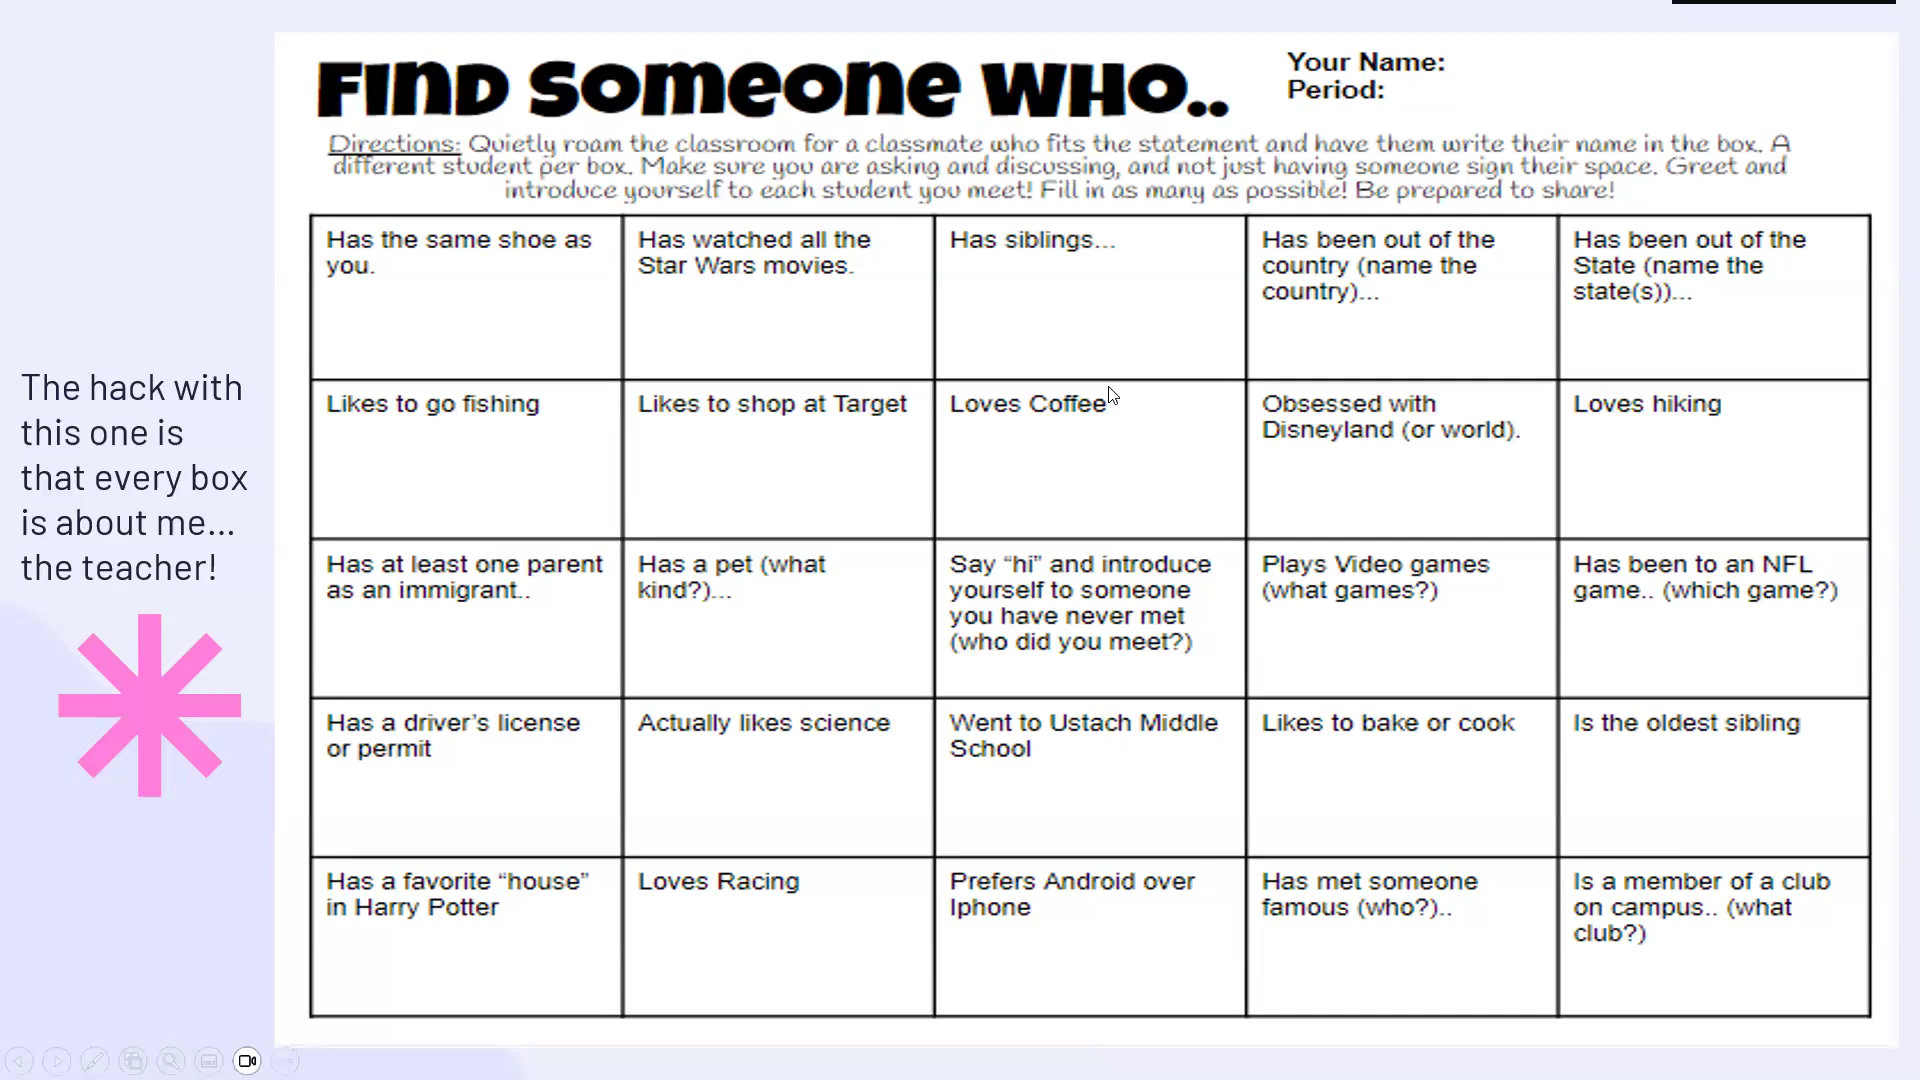 FIND SOMEONE WHO..
Your Name:
Period:
Directions: Quietly roam the classroom for a classmate who fits the statement and have them write their name in the box. A
different student per box. Make sure you are asking and discussing, and not just having someone sign their space. Greet and
introduce yourself to each student you meet! Fill in as many as possible! Be prepared to share!
The hack with
this one is
that every box
is about me...
the teacher!
Has the same shoe as
you.
Has watched all the
Star Wars movies.
Has siblings...
Has been out of the
country (name the
country)...
Has been out of the
State (name the
state(s))...
Likes to go fishing
Likes to shop at Target
Loves Coffee
Obsessed with
Disneyland (or world).
Loves hiking
Has at least one parent
as an immigrant..
Has a pet (what
kind?)...
Say “hi” and introduce
yourself to someone
you have never met
(who did you meet?)
Plays Video games
(what games?)
Has been to an NFL
game.. (which game?)
Has a driver’s license
or permit
Actually likes science
Went to Ustach Middle
School
Likes to bake or cook
Is the oldest sibling
Has a favorite “house”
in Harry Potter
Loves Racing
Prefers Android over
Iphone
Has met someone
famous (who?)..
Is a member of a club
on campus.. (what
club?)